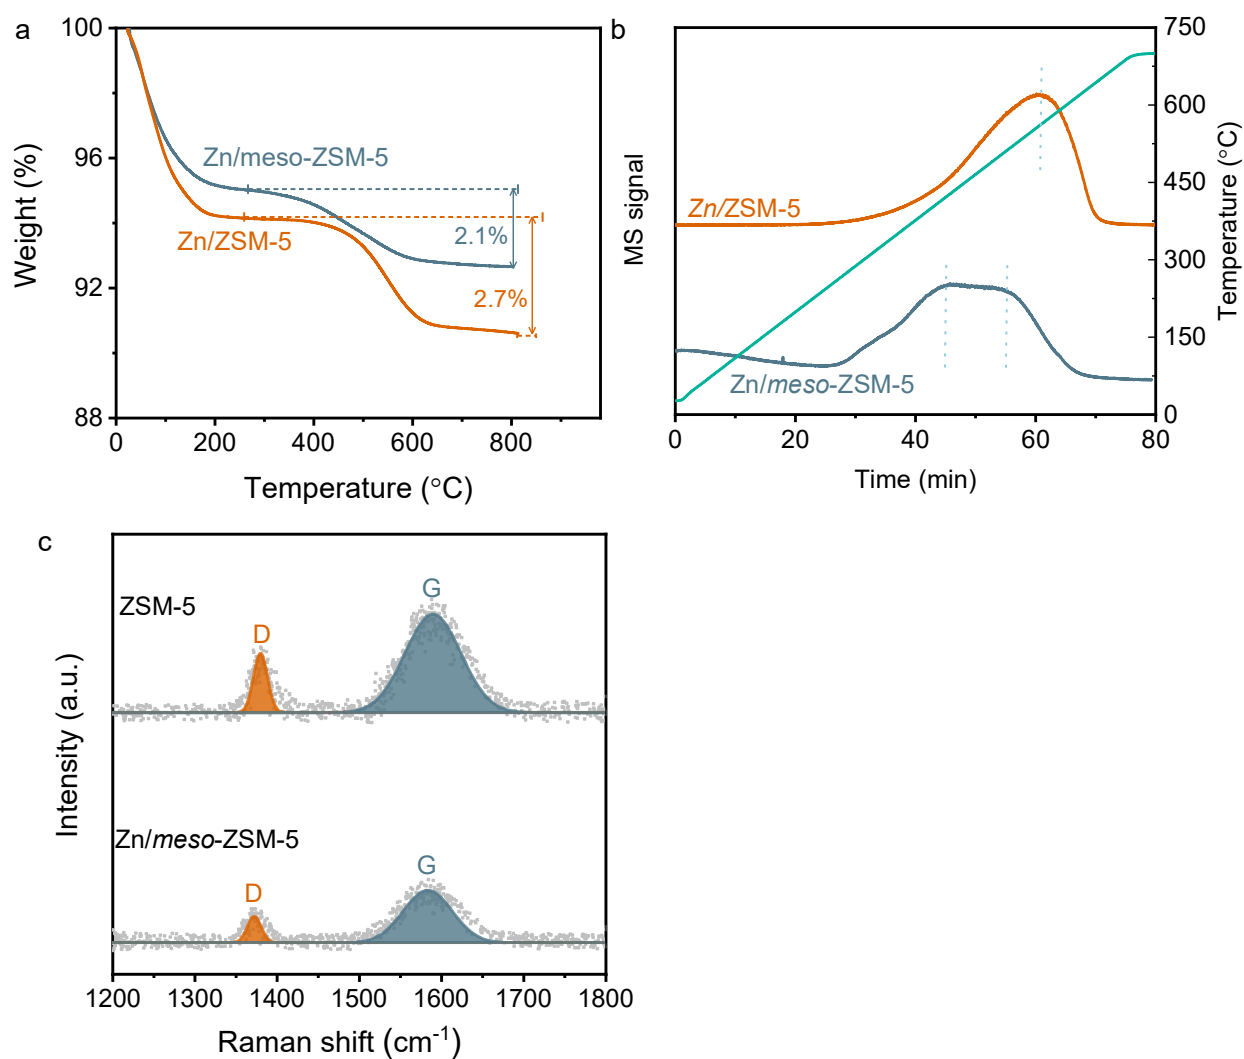 a
100
96
92
88
Weight (%)
Zn/meso-ZSM-5
Zn/ZSM-5
2.1%
2.7%
0
200
400
600
800
Temperature (°C)
b
MS signal
Zn/ZSM-5
Zn/meso-ZSM-5
750
600
450
300
150
0
Temperature (°C)
0
20
40
60
80
Time (min)
c
Intensity (a.u.)
ZSM-5
D
G
Zn/meso-ZSM-5
D
G
1200
1300
1400
1500
1600
1700
1800
Raman shift (cm⁻¹)